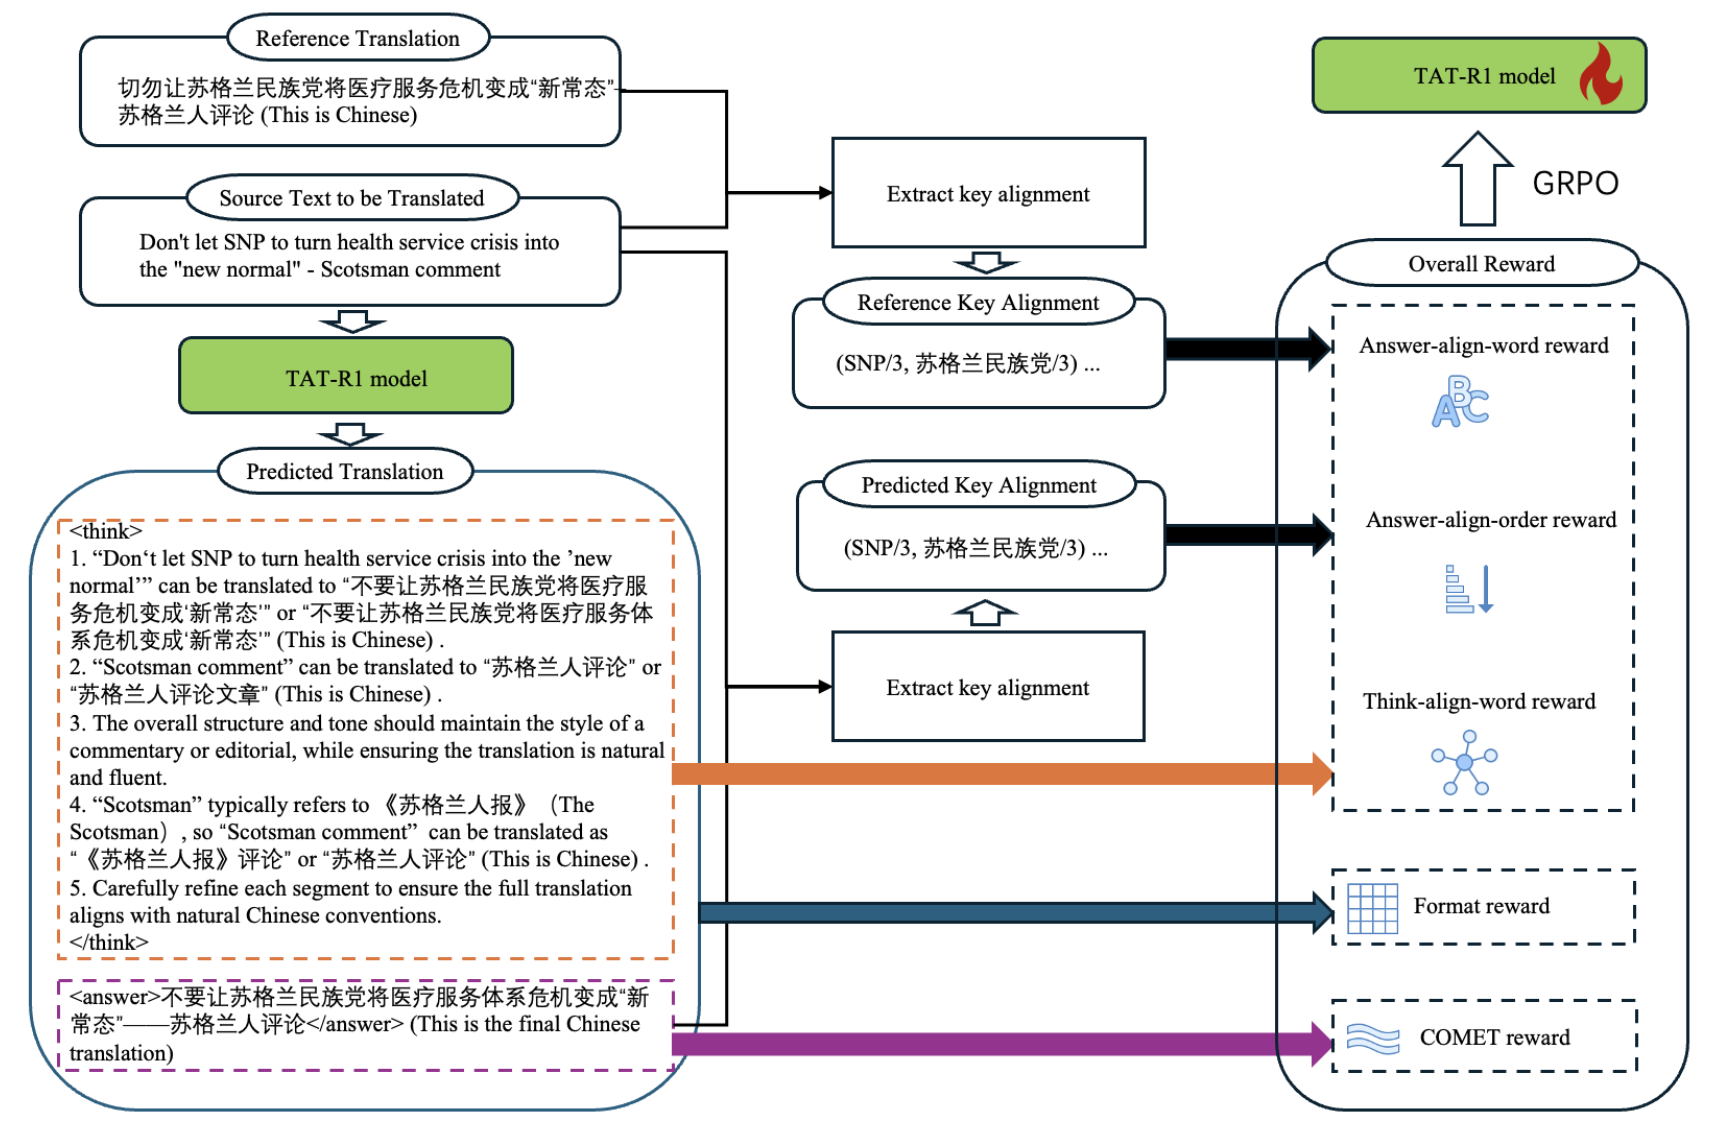 Reference Translation
切勿让苏格兰民族党将医疗服务危机变成“新常态”-
苏格兰人评论 (This is Chinese)
Source Text to be Translated
Don't let SNP to turn health service crisis into
the "new normal" - Scotsman comment
TAT-R1 model
Predicted Translation
<think>
1. “Don‘t let SNP to turn health service crisis into the ’new
normal’” can be translated to “不要让苏格兰民族党将医疗服
务危机变成‘新常态’” or “不要让苏格兰民族党将医疗服务体
系危机变成‘新常态’” (This is Chinese) .
2. “Scotsman comment” can be translated to “苏格兰人评论” or
“苏格兰人评论文章” (This is Chinese) .
3. The overall structure and tone should maintain the style of a
commentary or editorial, while ensuring the translation is natural
and fluent.
4. “Scotsman” typically refers to 《苏格兰人报》（The
Scotsman）, so “Scotsman comment” can be translated as
“《苏格兰人报》评论” or “苏格兰人评论” (This is Chinese) .
5. Carefully refine each segment to ensure the full translation
aligns with natural Chinese conventions.
</think>
<answer>不要让苏格兰民族党将医疗服务体系危机变成“新
常态”——苏格兰人评论</answer> (This is the final Chinese
translation)
Extract key alignment
Reference Key Alignment
(SNP/3, 苏格兰民族党/3) ...
Predicted Key Alignment
(SNP/3, 苏格兰民族党/3) ...
Extract key alignment
TAT-R1 model
GRPO
Overall Reward
Answer-align-word reward
ABC
Answer-align-order reward
Think-align-word reward
Format reward
COMET reward